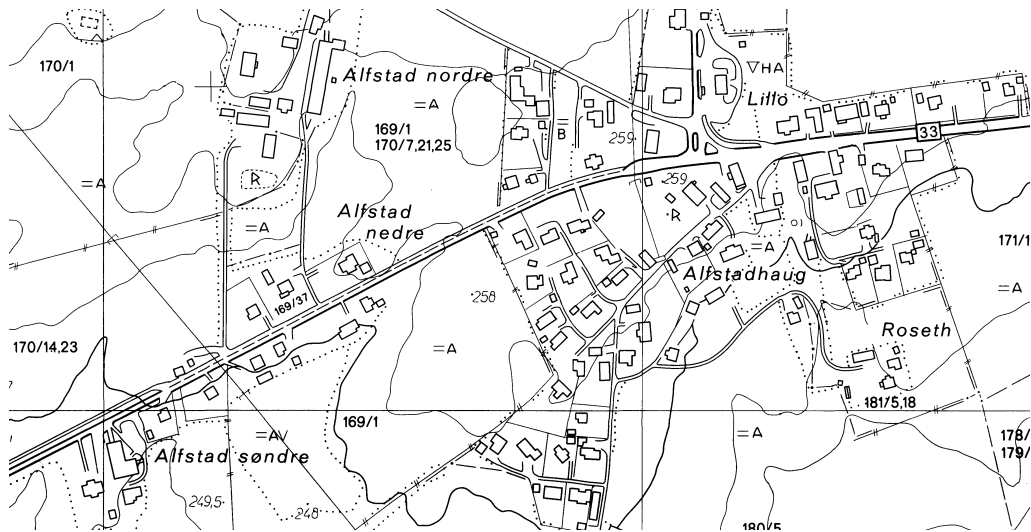 170/1
Alfstad nordre
=A
169/1
170/7,21,25
B
259
HA
Lillo
33
=A
259
R
R
Alfstad
nedre
=A
=A
171/1
Alfstadhaug
=A
258
169/37
170/14,23
=A
Roseth
181/5,18
169/1
=AV
=A
178/
179/
Alfstad søndre
249,5
248
180/5